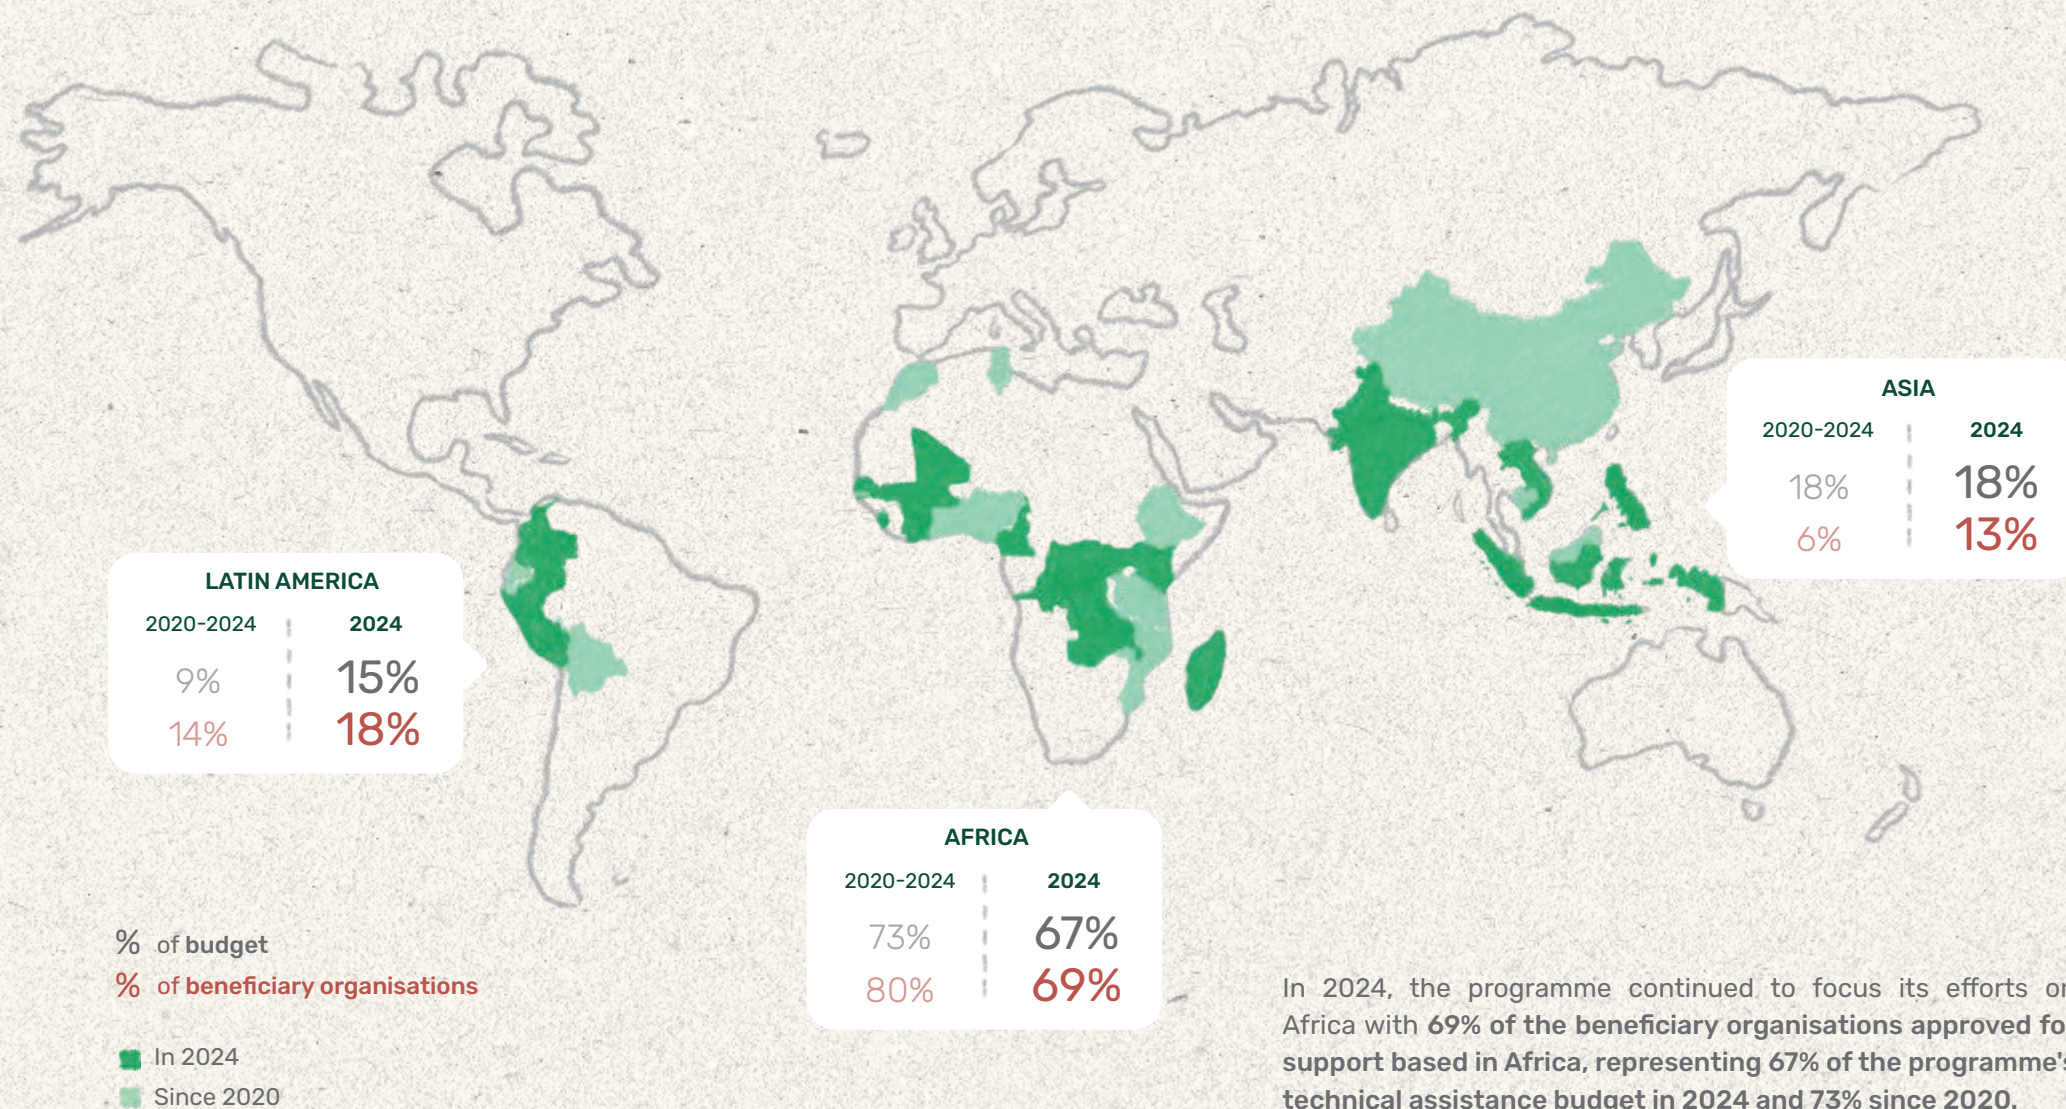 ASIA
2020-2024 2024
18% 18%
6% 13%
LATIN AMERICA
2020-2024 2024
9% 15%
14% 18%
AFRICA
2020-2024 2024
73% 67%
80% 69%
% of budget
% of beneficiary organisations
In 2024
Since 2020
In 2024, the programme continued to focus its efforts
Africa with 69% of the beneficiary organisations approved
support based in Africa, representing 67% of the programme's
technical assistance budget in 2024 and 73% since 2020.